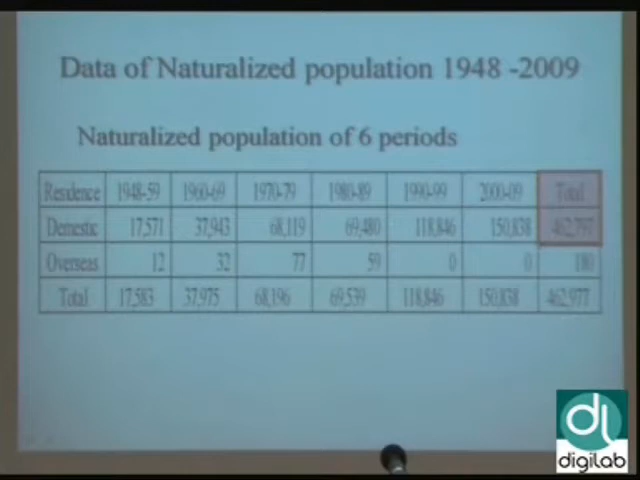 Data of Naturalized population 1948 -2009
Naturalized population of 6 periods
Residence 1948-59 1960-69 1970-79 1980-89 1990-99 2000-09 Total
Domestic 17,571 37,943 68,119 69,480 118,846 150,838 462,797
Overseas 12 32 77 59 0 0 180
Total 17,583 37,975 68,196 69,539 118,846 150,838 462,977
dl
digilab